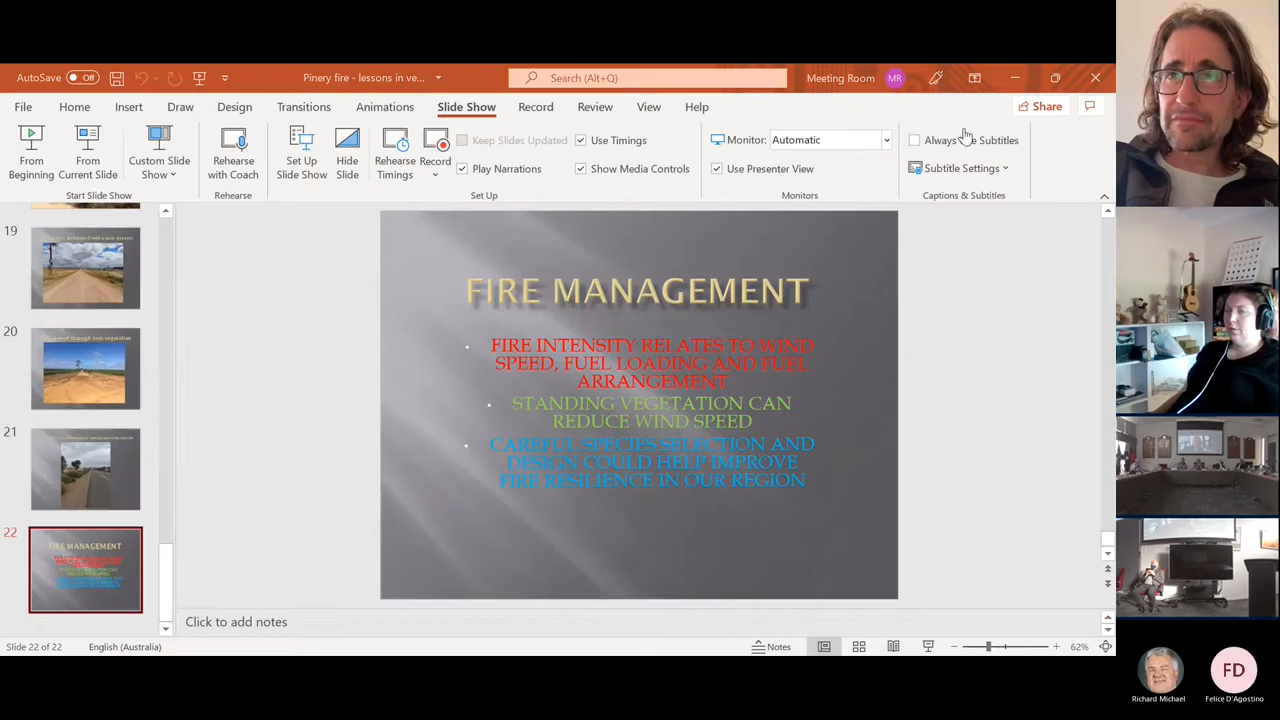 AutoSave Off
Pinery fire - lessons in ve...
Search (Alt+Q)
Meeting Room MR
File Home Insert Draw Design Transitions Animations Slide Show Record Review View Help Share
From Beginning
From Current Slide
Custom Slide Show
Start Slide Show
Rehearse with Coach
Rehearse
Set Up Slide Show
Hide Slide
Rehearse Timings
Record
Keep Slides Updated
Use Timings
Play Narrations
Show Media Controls
Set Up
Monitor: Automatic
Use Presenter View
Monitors
Always Subtitles
Subtitle Settings
Captions & Subtitles
19
20
21
22
FIRE MANAGEMENT
FIRE MANAGEMENT
• FIRE INTENSITY RELATES TO WIND
SPEED, FUEL LOADING AND FUEL
ARRANGEMENT
• STANDING VEGETATION CAN
REDUCE WIND SPEED
• CAREFUL SPECIES SELECTION AND
DESIGN COULD HELP IMPROVE
FIRE RESILIENCE IN OUR REGION
Click to add notes
Slide 22 of 22 English (Australia) Notes 62%
FD
Richard Michael
Felice D'Agostino